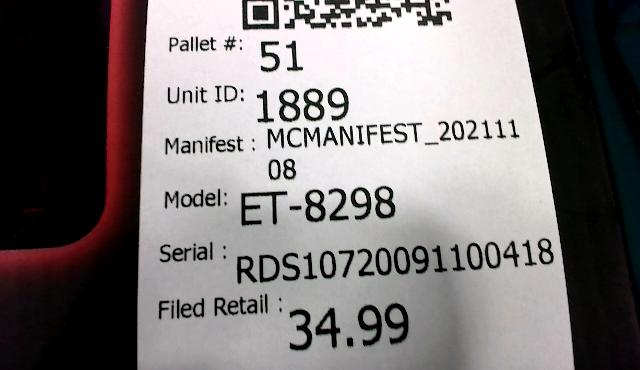 Pallet #: 51
Unit ID: 1889
Manifest : MCMANIFEST_202111
08
Model: ET-8298
Serial : RDS10720091100418
Filed Retail : 34.99